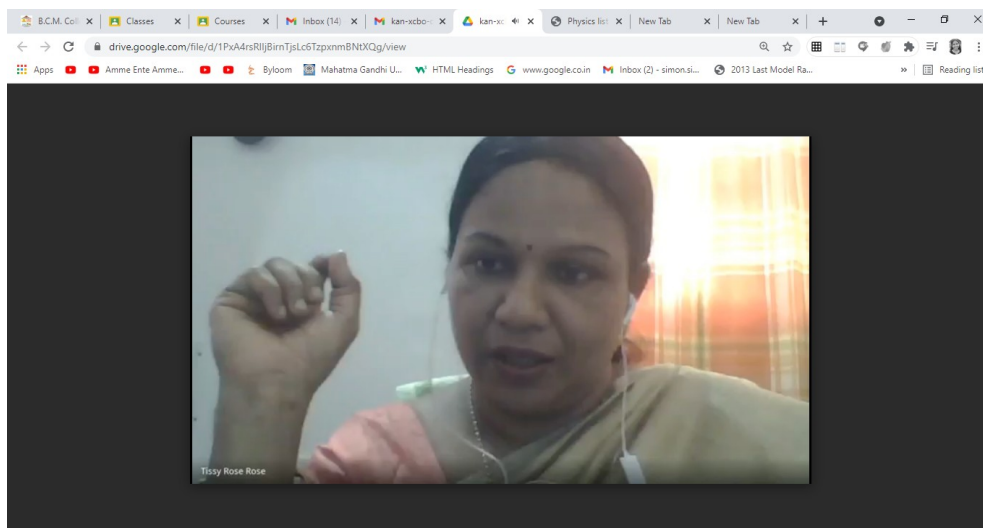 B.C.M. Coll
Classes
Courses
Inbox (14)
kan-xcbo-c
kan-xc
Physics list
New Tab
New Tab
drive.google.com/file/d/1PxA4rsRIljBirnTjsLc6TzpxnmBNtXQg/view
Apps
Amme Ente Amme...
Byloom
Mahatma Gandhi U...
HTML Headings
www.google.co.in
Inbox (2) - simon.si...
2013 Last Model Ra...
Reading list
Tissy Rose Rose